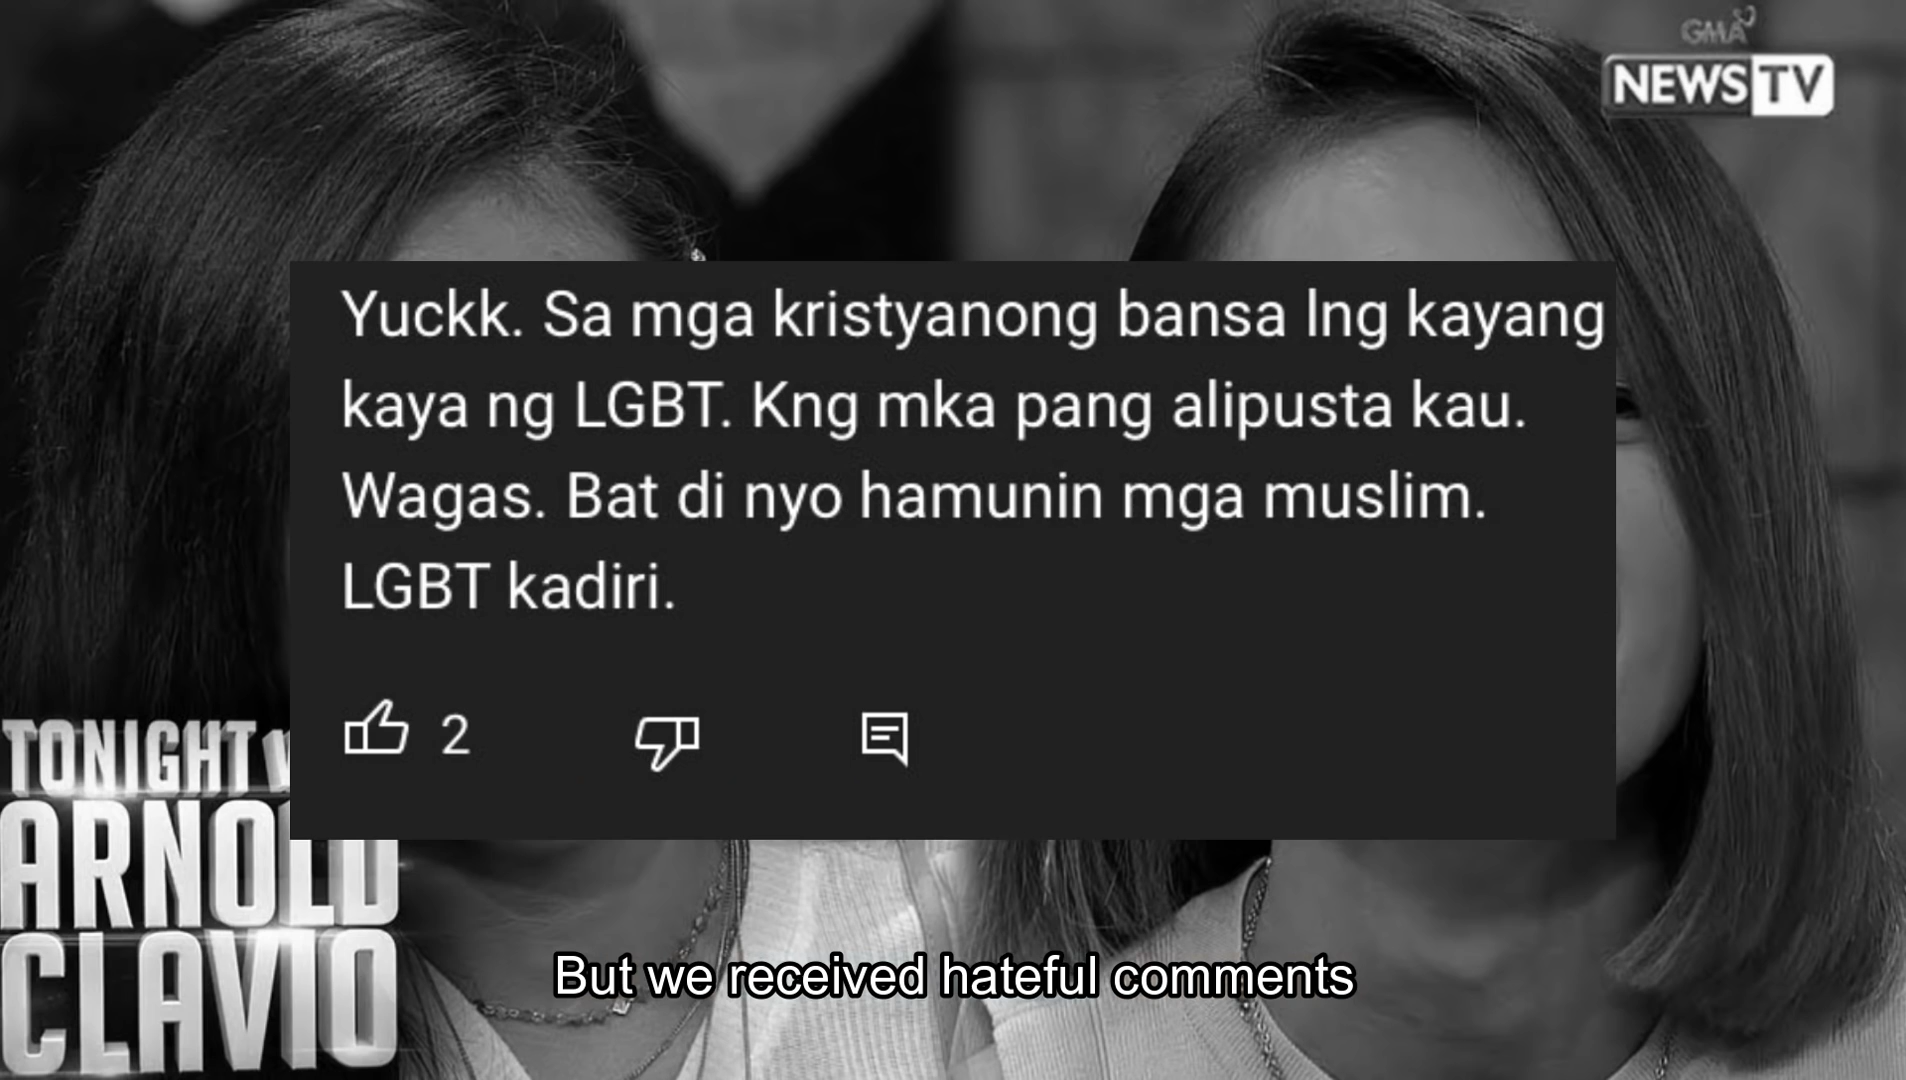 GMA
NEWS TV
Yuckk. Sa mga kristyanong bansa lng kayang
kaya ng LGBT. Kng mka pang alipusta kau.
Wagas. Bat di nyo hamunin mga muslim.
LGBT kadiri.
2
TONIGHT
ARNOLD
CLAVIO
But we received hateful comments